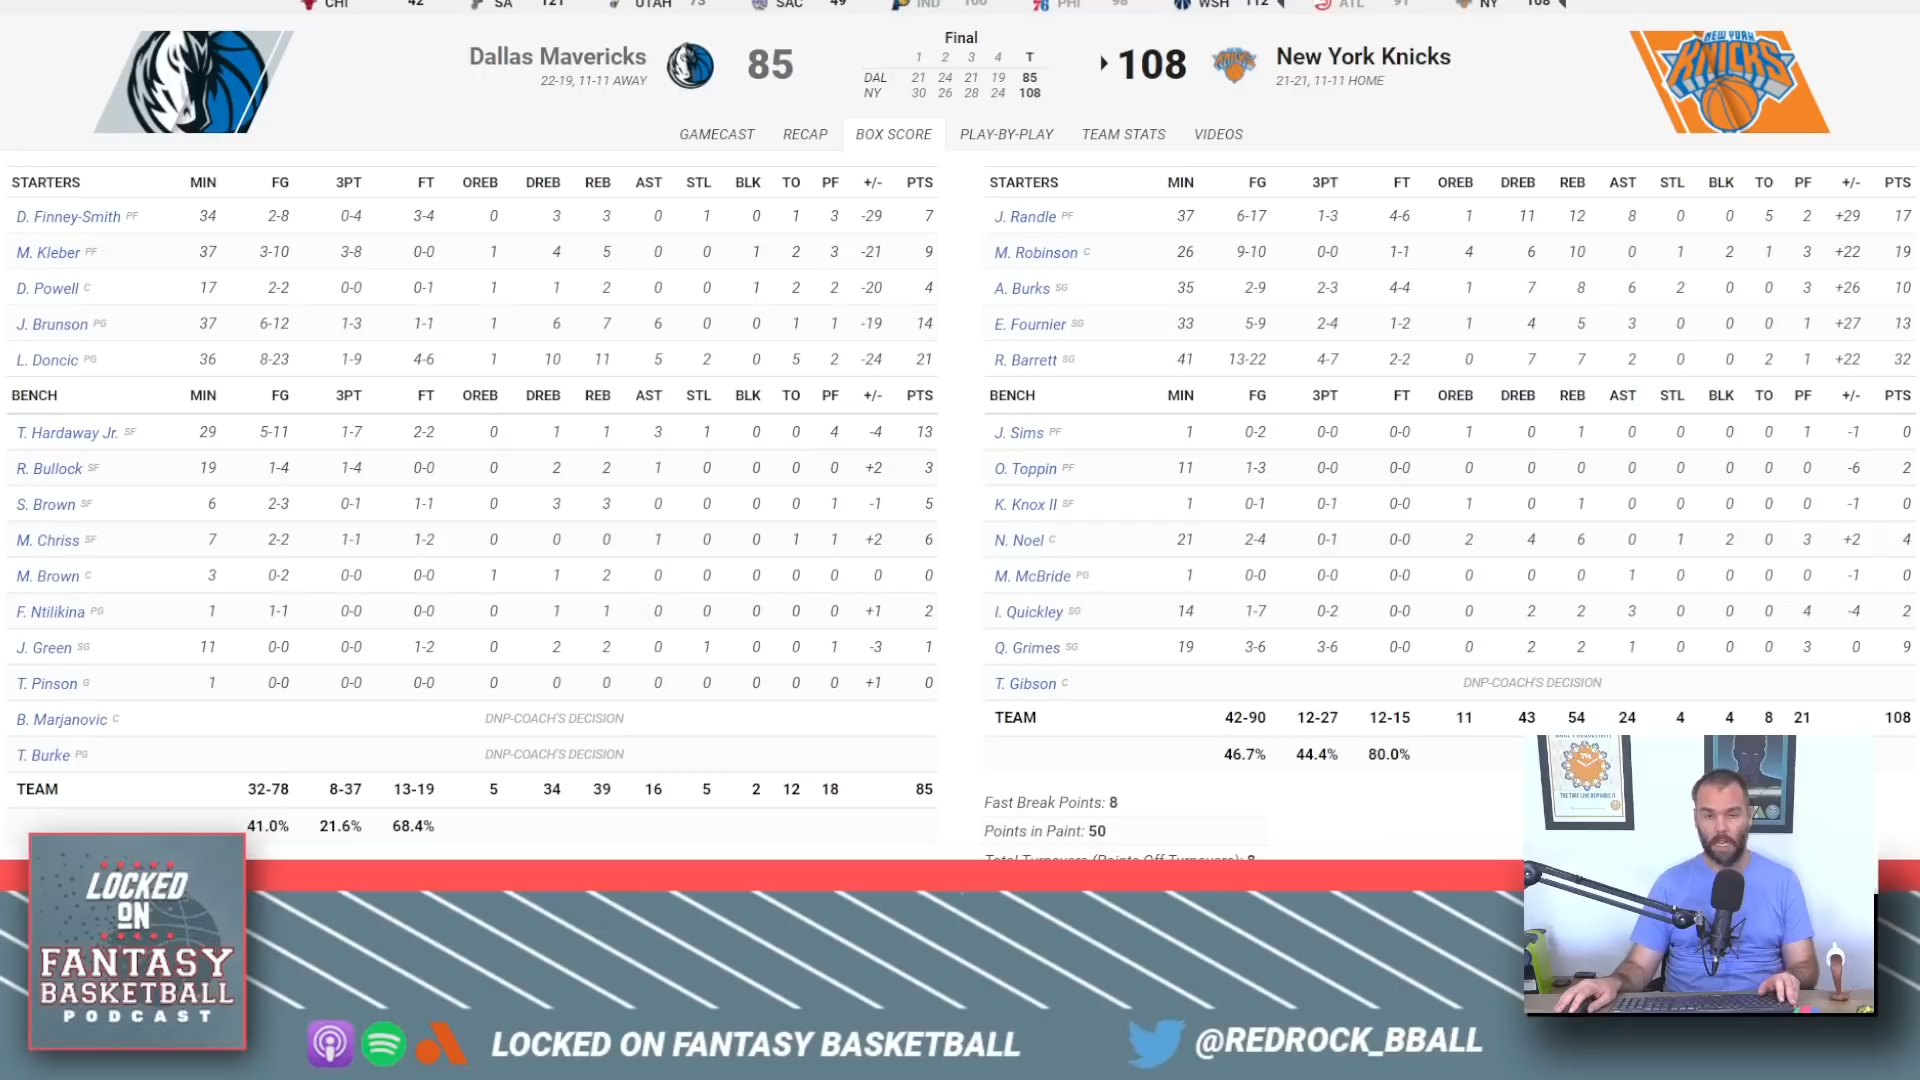 CHI 42 SA 121 UTAH 73 SAC 49 IND 100 PHI 98 WSH 112 ATL 91 NY 108
Dallas Mavericks
22-19, 11-11 AWAY
85
Final
1 2 3 4 T
DAL 21 24 21 19 85
NY 30 26 28 24 108
108
New York Knicks
21-21, 11-11 HOME
NEW YORK
KNICKS
GAMECAST RECAP BOX SCORE PLAY-BY-PLAY TEAM STATS VIDEOS
STARTERS MIN FG 3PT FT OREB DREB REB AST STL BLK TO PF +/- PTS
D. Finney-Smith PF 34 2-8 0-4 3-4 0 3 3 0 1 0 1 3 -29 7
M. Kleber PF 37 3-10 3-8 0-0 1 4 5 0 0 1 2 3 -21 9
D. Powell C 17 2-2 0-0 0-1 1 1 2 0 0 1 2 2 -20 4
J. Brunson PG 37 6-12 1-3 1-1 1 6 7 6 0 0 1 1 -19 14
L. Doncic PG 36 8-23 1-9 4-6 1 10 11 5 2 0 5 2 -24 21
BENCH MIN FG 3PT FT OREB DREB REB AST STL BLK TO PF +/- PTS
T. Hardaway Jr. SF 29 5-11 1-7 2-2 0 1 1 3 1 0 0 4 -4 13
R. Bullock SF 19 1-4 1-4 0-0 0 2 2 1 0 0 0 0 +2 3
S. Brown SF 6 2-3 0-1 1-1 0 3 3 0 0 0 0 1 -1 5
M. Chriss SF 7 2-2 1-1 1-2 0 0 0 1 0 0 1 1 +2 6
M. Brown C 3 0-2 0-0 0-0 1 1 2 0 0 0 0 0 0 0
F. Ntilikina PG 1 1-1 0-0 0-0 0 1 1 0 0 0 0 0 +1 2
J. Green SG 11 0-0 0-0 1-2 0 2 2 0 1 0 0 1 -3 1
T. Pinson G 1 0-0 0-0 0-0 0 0 0 0 0 0 0 0 +1 0
B. Marjanovic C DNP-COACH'S DECISION
T. Burke PG DNP-COACH'S DECISION
TEAM 32-78 8-37 13-19 5 34 39 16 5 2 12 18 85
41.0% 21.6% 68.4%
STARTERS MIN FG 3PT FT OREB DREB REB AST STL BLK TO PF +/- PTS
J. Randle PF 37 6-17 1-3 4-6 1 11 12 8 0 0 5 2 +29 17
M. Robinson C 26 9-10 0-0 1-1 4 6 10 0 1 2 1 3 +22 19
A. Burks SG 35 2-9 2-3 4-4 1 7 8 6 2 0 0 3 +26 10
E. Fournier SG 33 5-9 2-4 1-2 1 4 5 3 0 0 0 1 +27 13
R. Barrett SG 41 13-22 4-7 2-2 0 7 7 2 0 0 2 1 +22 32
BENCH MIN FG 3PT FT OREB DREB REB AST STL BLK TO PF +/- PTS
J. Sims PF 1 0-2 0-0 0-0 1 0 1 0 0 0 0 1 -1 0
O. Toppin PF 11 1-3 0-0 0-0 0 0 0 0 0 0 0 0 -6 2
K. Knox II SF 1 0-1 0-1 0-0 1 0 1 0 0 0 0 0 -1 0
N. Noel C 21 2-4 0-1 0-0 2 4 6 0 1 2 0 3 +2 4
M. McBride PG 1 0-0 0-0 0-0 0 0 0 1 0 0 0 0 -1 0
I. Quickley SG 14 1-7 0-2 0-0 0 2 2 3 0 0 0 4 -4 2
Q. Grimes SG 19 3-6 3-6 0-0 0 2 2 1 0 0 0 3 0 9
T. Gibson C DNP-COACH'S DECISION
TEAM 42-90 12-27 12-15 11 43 54 24 4 4 8 21 108
46.7% 44.4% 80.0%
Fast Break Points: 8
Points in Paint: 50
Total Turnovers (Points Off Turnovers): 8
LOCKED
ON
FANTASY
BASKETBALL
PODCAST
LOCKED ON FANTASY BASKETBALL
@REDROCK_BBALL